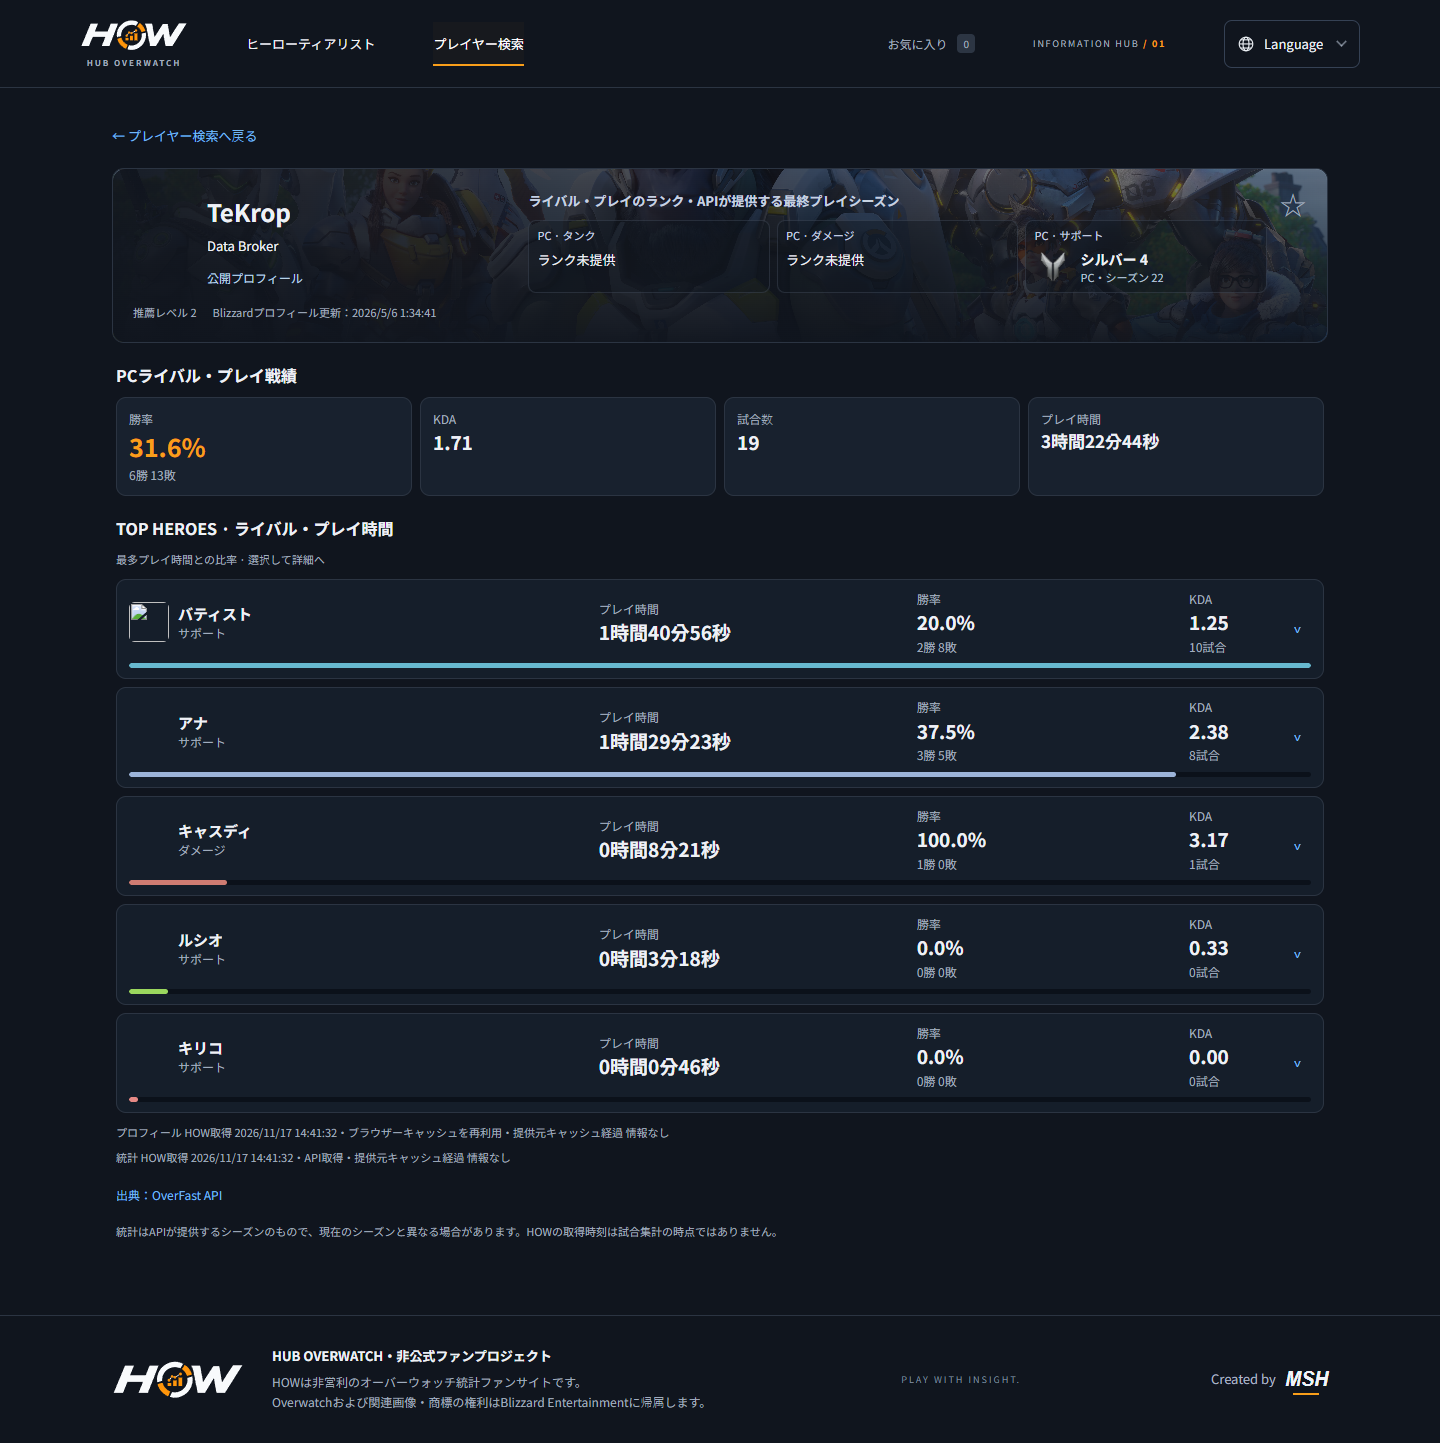 HOW
HUB OVERWATCH
ヒーローティアリスト
プレイヤー検索
お気に入り 0
INFORMATION HUB / 01
Language
← プレイヤー検索へ戻る
TeKrop
Data Broker
公開プロフィール
推薦レベル 2 Blizzardプロフィール更新：2026/5/6 1:34:41
ライバル・プレイのランク・APIが提供する最終プレイシーズン
PC · タンク
ランク未提供
PC · ダメージ
ランク未提供
PC · サポート
シルバー 4
PC · シーズン 22
PCライバル・プレイ戦績
勝率
31.6%
6勝 13敗
KDA
1.71
試合数
19
プレイ時間
3時間22分44秒
TOP HEROES · ライバル・プレイ時間
最多プレイ時間との比率 · 選択して詳細へ
バティスト
サポート
プレイ時間
1時間40分56秒
勝率
20.0%
2勝 8敗
KDA
1.25
10試合
v
アナ
サポート
プレイ時間
1時間29分23秒
勝率
37.5%
3勝 5敗
KDA
2.38
8試合
v
キャスディ
ダメージ
プレイ時間
0時間8分21秒
勝率
100.0%
1勝 0敗
KDA
3.17
1試合
v
ルシオ
サポート
プレイ時間
0時間3分18秒
勝率
0.0%
0勝 0敗
KDA
0.33
0試合
v
キリコ
サポート
プレイ時間
0時間0分46秒
勝率
0.0%
0勝 0敗
KDA
0.00
0試合
v
プロフィール HOW取得 2026/11/17 14:41:32 • ブラウザーキャッシュを再利用 • 提供元キャッシュ経過 情報なし
統計 HOW取得 2026/11/17 14:41:32 • API取得 • 提供元キャッシュ経過 情報なし
出典：OverFast API
統計はAPIが提供するシーズンのもので、現在のシーズンと異なる場合があります。HOWの取得時刻は試合集計の時点ではありません。
HOW
HUB OVERWATCH • 非公式ファンプロジェクト
HOWは非営利のオーバーウォッチ統計ファンサイトです。
Overwatchおよび関連画像・商標の権利はBlizzard Entertainmentに帰属します。
PLAY WITH INSIGHT.
Created by MSH